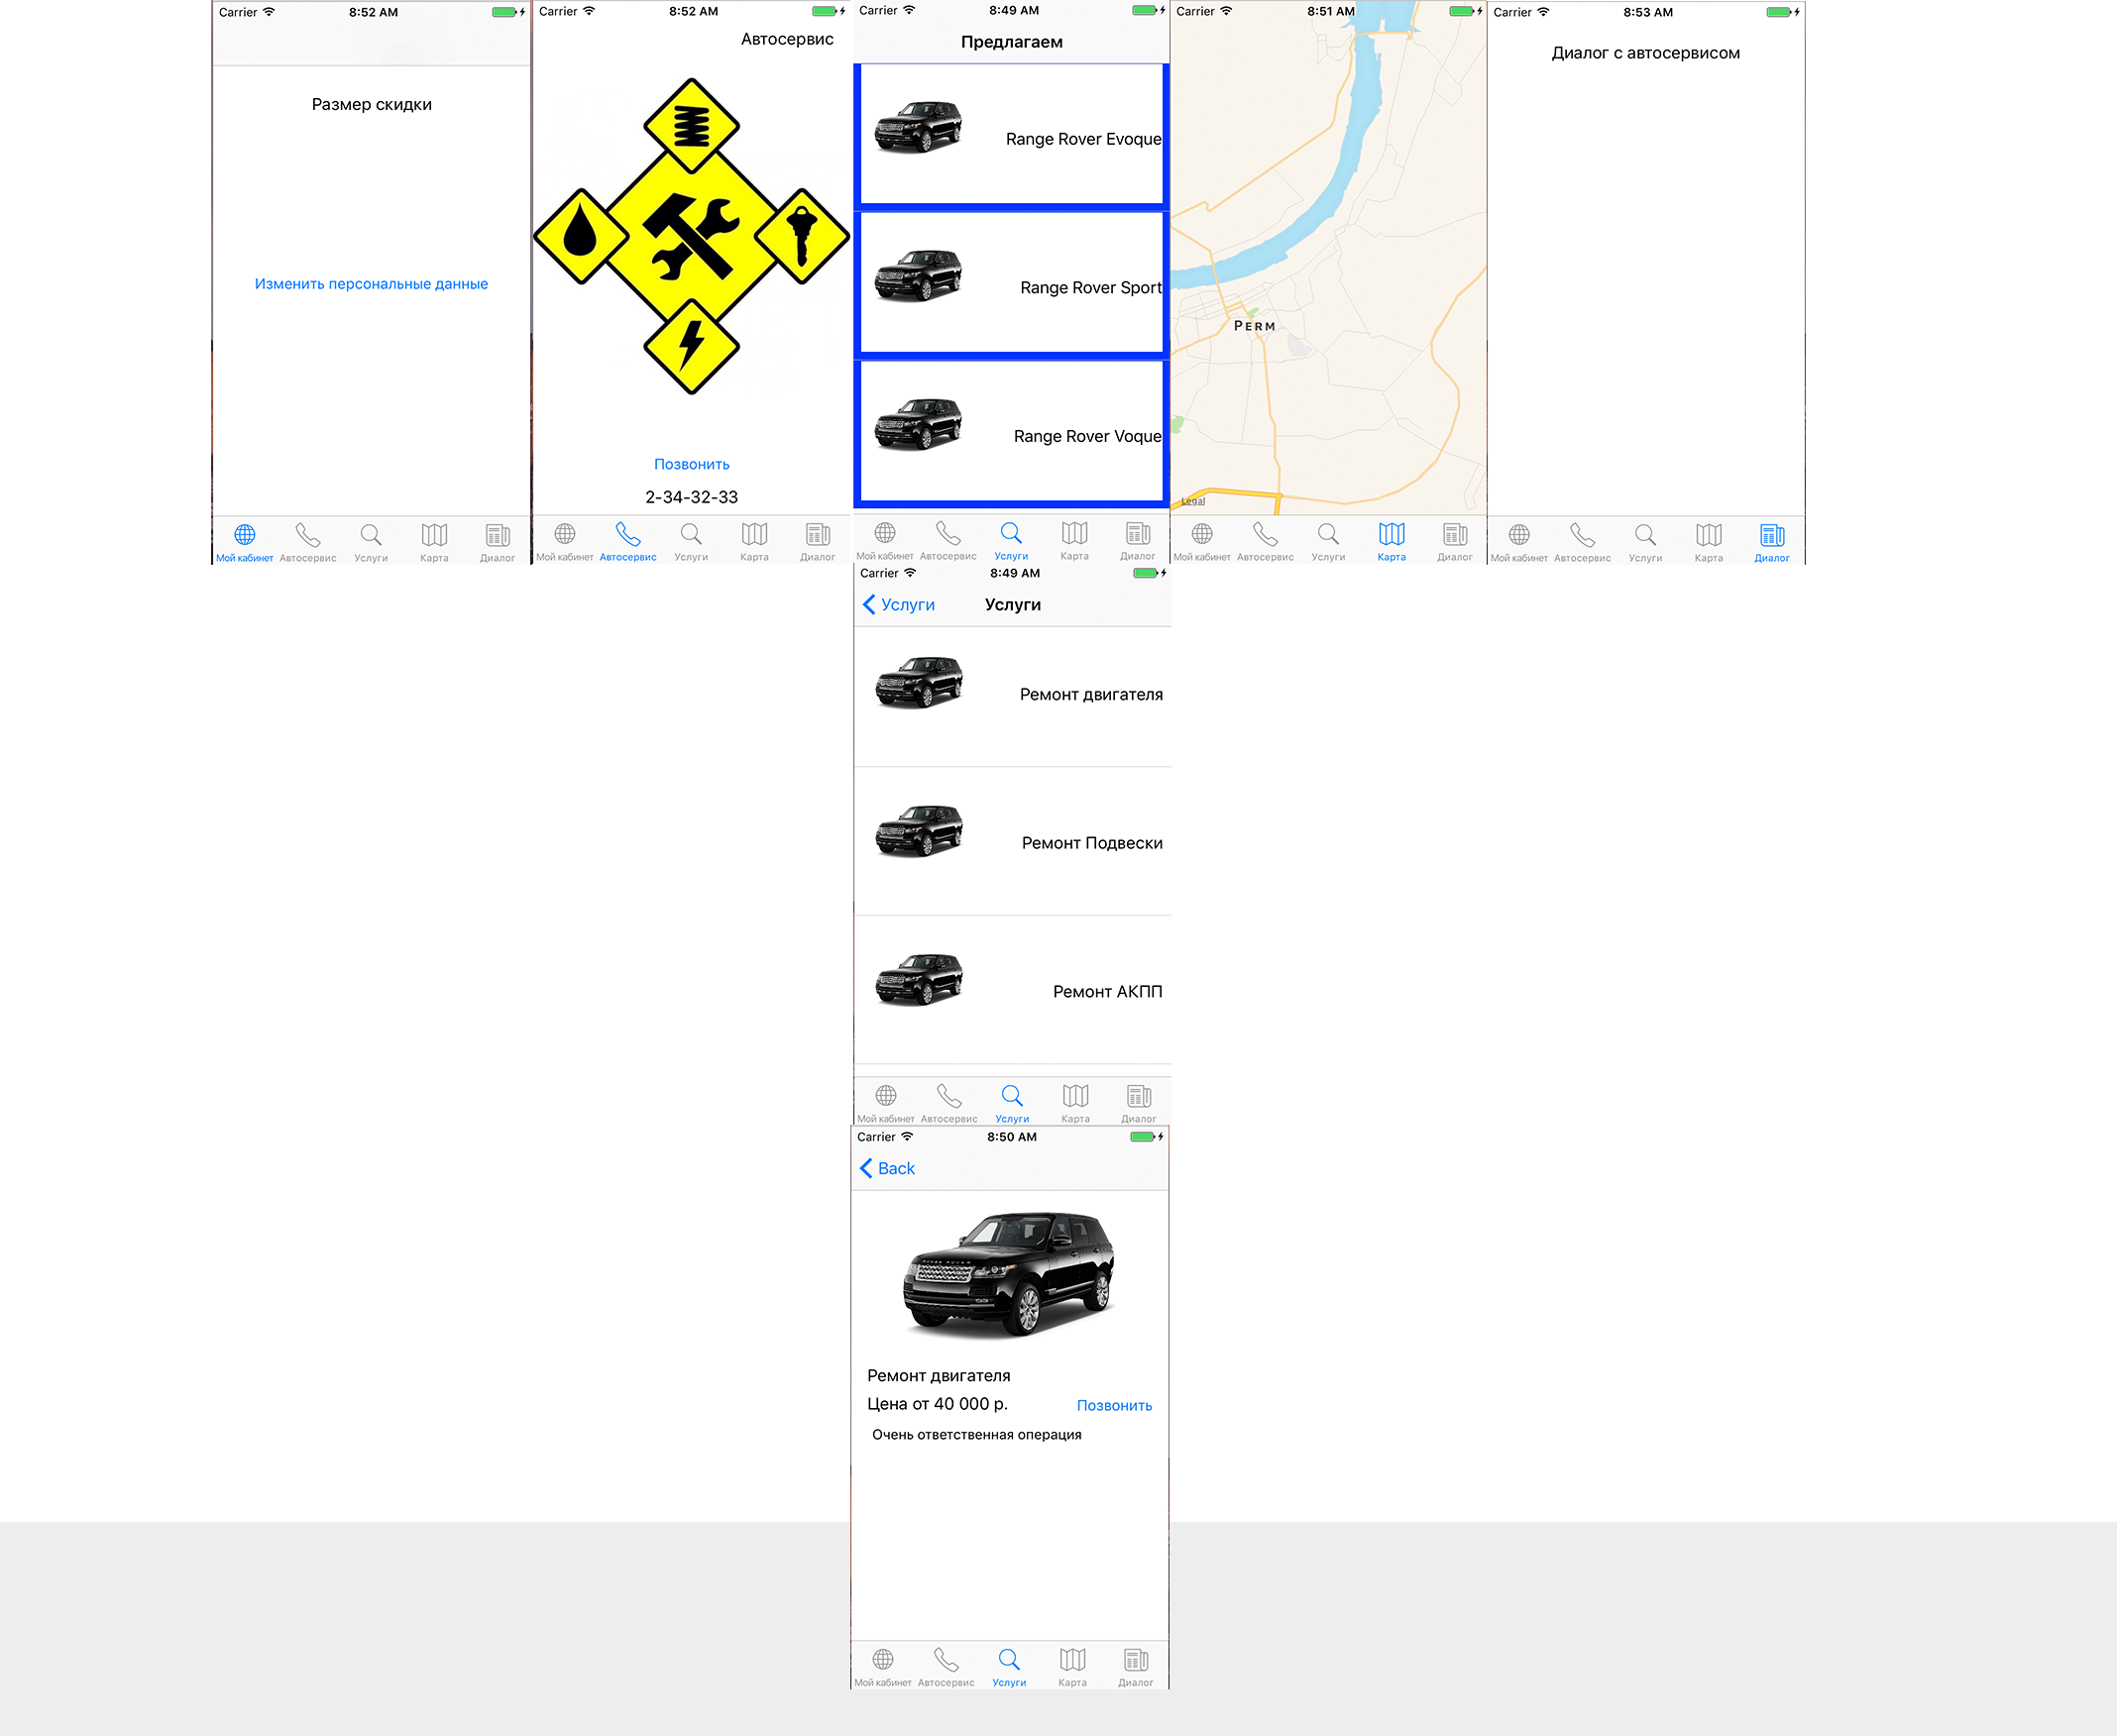 Carrier 8:52 AM
Размер скидки
Изменить персональные данные
Мой кабинет Автосервис Услуги Карта Диалог
Carrier 8:52 AM
Автосервис
Позвонить
2-34-32-33
Мой кабинет Автосервис Услуги Карта Диалог
Carrier 8:49 AM
Предлагаем
Range Rover Evoque
Range Rover Sport
Range Rover Voque
Мой кабинет Автосервис Услуги Карта Диалог
Carrier 8:51 AM
PERM
Legal
Мой кабинет Автосервис Услуги Карта Диалог
Carrier 8:53 AM
Диалог с автосервисом
Мой кабинет Автосервис Услуги Карта Диалог
Carrier 8:49 AM
Услуги Услуги
Ремонт двигателя
Ремонт Подвески
Ремонт АКПП
Мой кабинет Автосервис Услуги Карта Диалог
Carrier 8:50 AM
Back
Ремонт двигателя
Цена от 40 000 р.
Позвонить
Очень ответственная операция
Мой кабинет Автосервис Услуги Карта Диалог